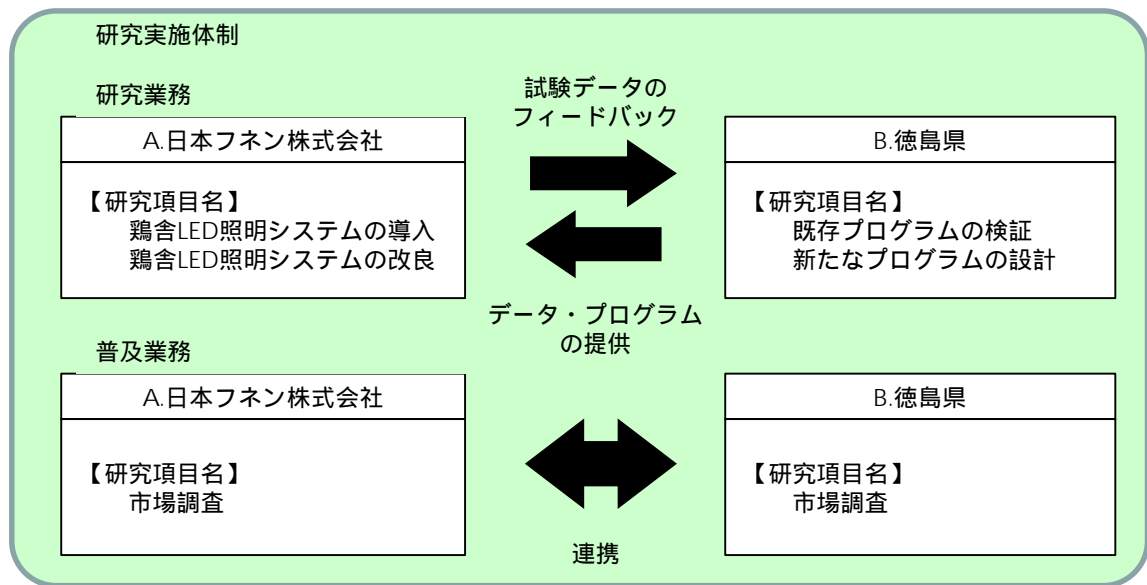 研究実施体制
研究業務
A.日本フネン株式会社
【研究項目名】
鶏舎LED照明システムの導入
鶏舎LED照明システムの改良
試験データの
フィードバック
データ・プログラム
の提供
B.徳島県
【研究項目名】
既存プログラムの検証
新たなプログラムの設計
普及業務
A.日本フネン株式会社
【研究項目名】
市場調査
連携
B.徳島県
【研究項目名】
市場調査